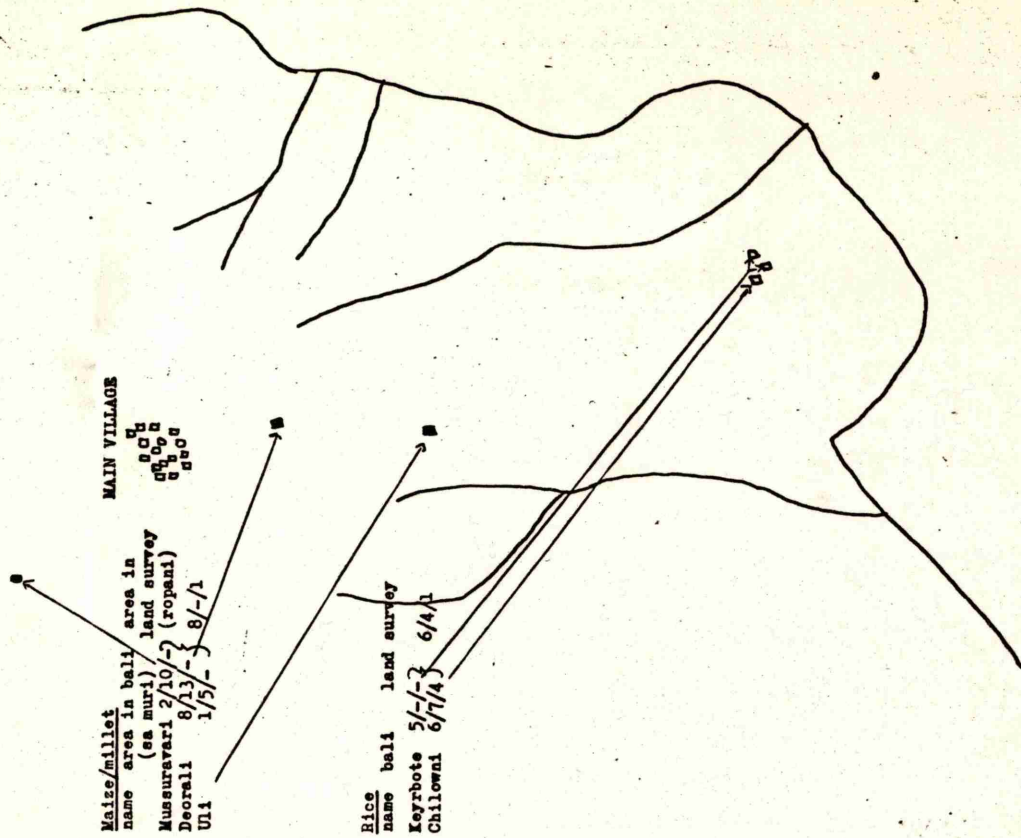 MAIN VILLAGE
Maize/millet
name area in bali area in
(sa muri) land survey
Mussuravari 2/10/-) (ropani)
Deorali 8/13/-} 8/-/1
Uli 1/5/- )
Rice
name bali land survey
Keyrbote 5/-/-} 6/4/1
Chilowni 6/7/4)